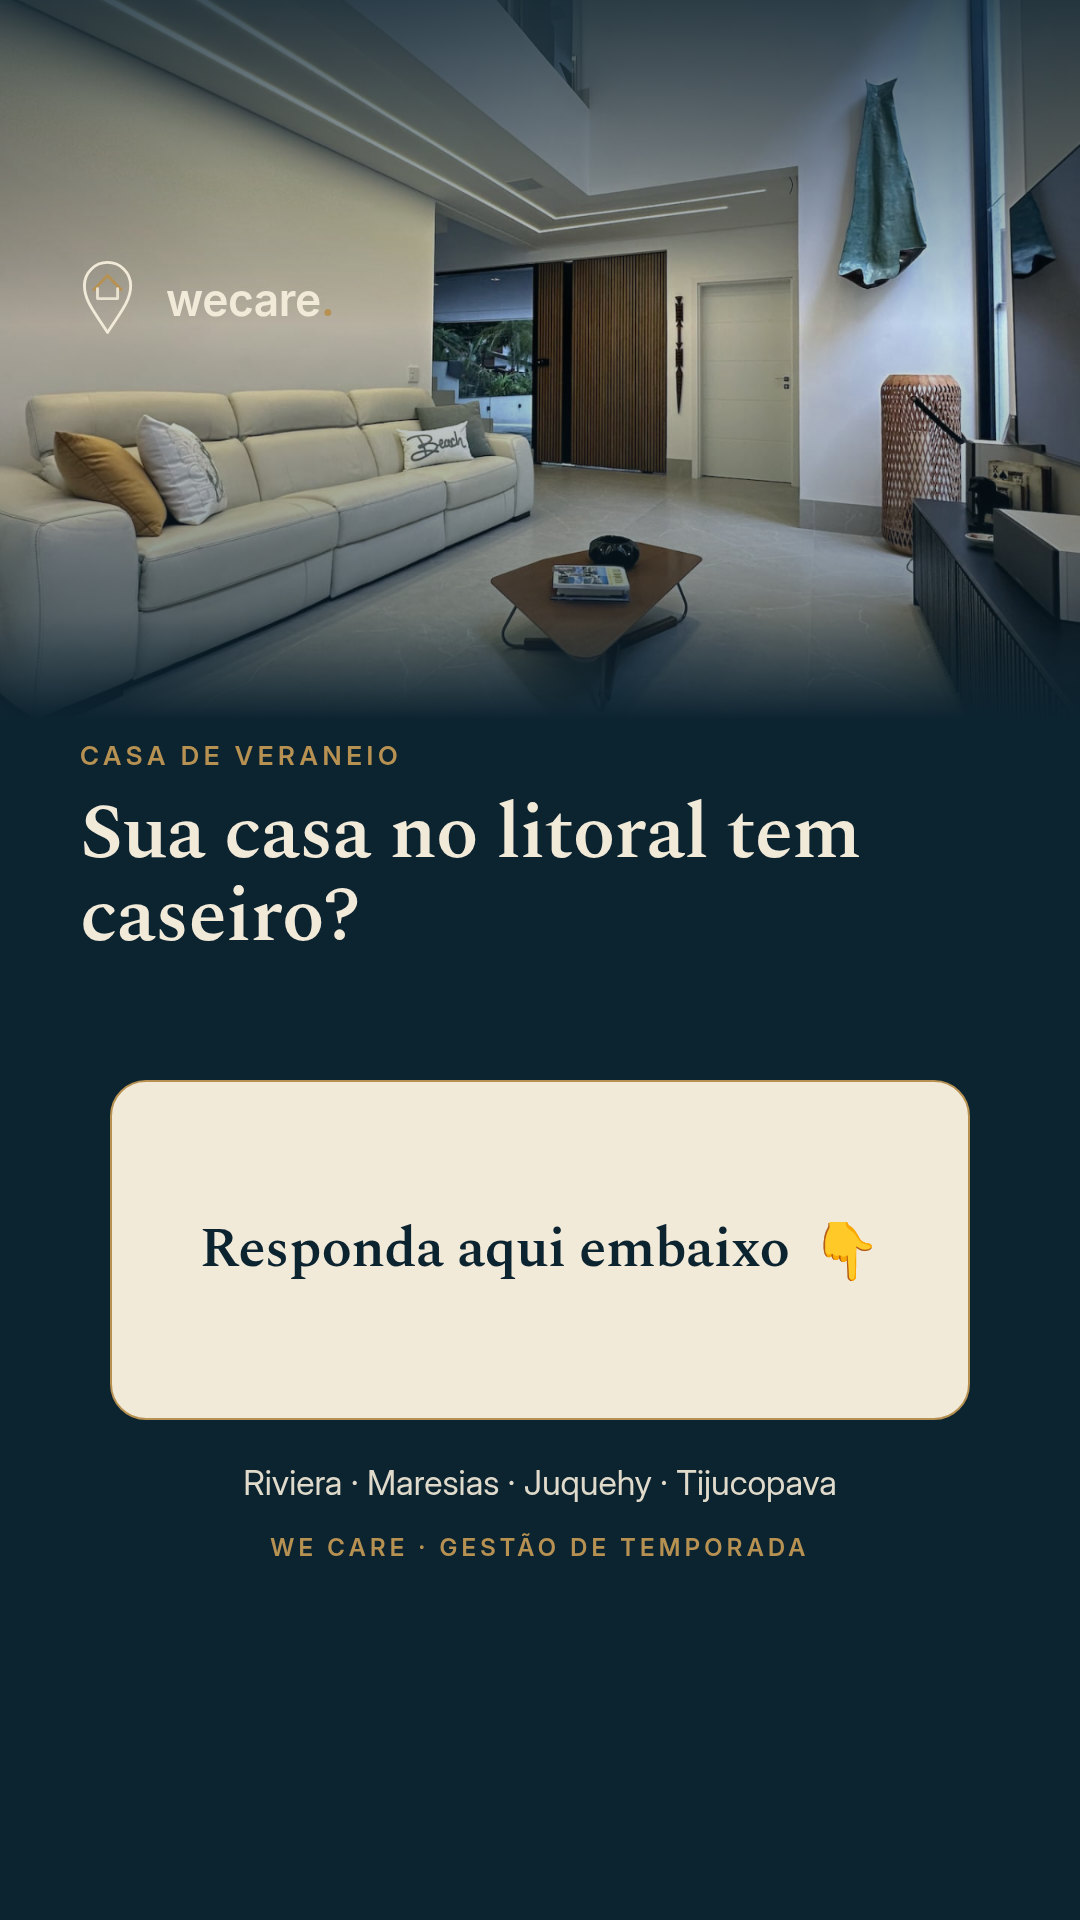 wecare.
Beach
CASA DE VERANEIO
Sua casa no litoral tem
caseiro?
Responda aqui embaixo 👇
Riviera · Maresias · Juquehy · Tijucopava
WE CARE · GESTÃO DE TEMPORADA